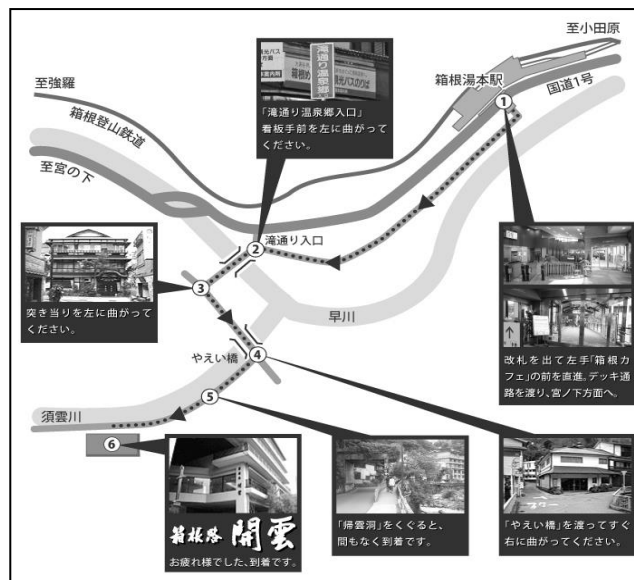 至小田原
箱根湯本駅
国道1号
至強羅
箱根登山鉄道
至宮の下
滝通り温泉郷
「滝通り温泉郷入口」
看板手前を左に曲がって
ください。
①
②
滝通り入口
③
突き当りを左に曲がって
ください。
早川
改札を出て左手「箱根カ
フェ」の前を直進。デッキ通
路を渡り、宮ノ下方面へ。
やえい橋
④
⑤
須雲川
⑥
箱根路 開雲
お疲れ様でした、到着です。
「帰雲洞」をくぐると、
間もなく到着です。
「やえい橋」を渡ってすぐ
右に曲がってください。